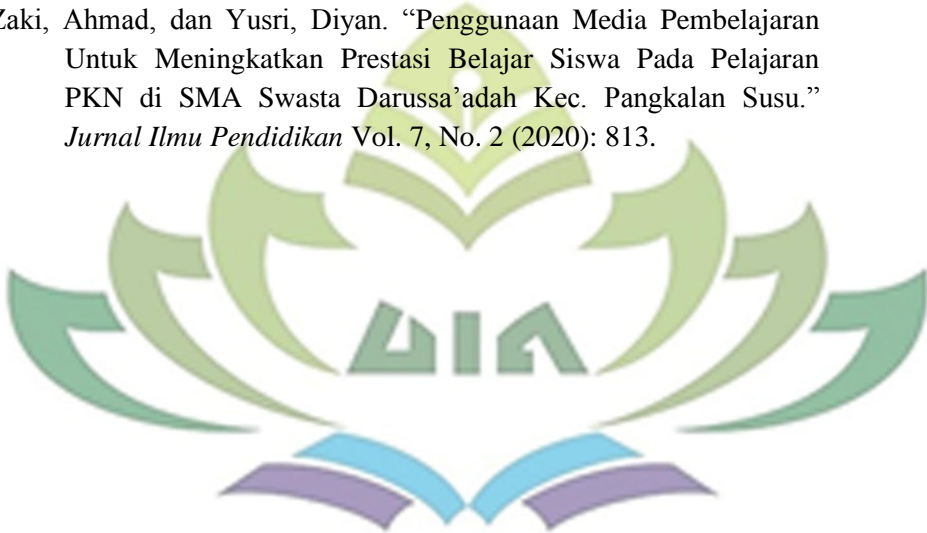 Zaki, Ahmad, dan Yusri, Diyan. “Penggunaan Media Pembelajaran
Untuk Meningkatkan Prestasi Belajar Siswa Pada Pelajaran
PKN di SMA Swasta Darussa’adah Kec. Pangkalan Susu.”
Jurnal Ilmu Pendidikan Vol. 7, No. 2 (2020): 813.
UIN